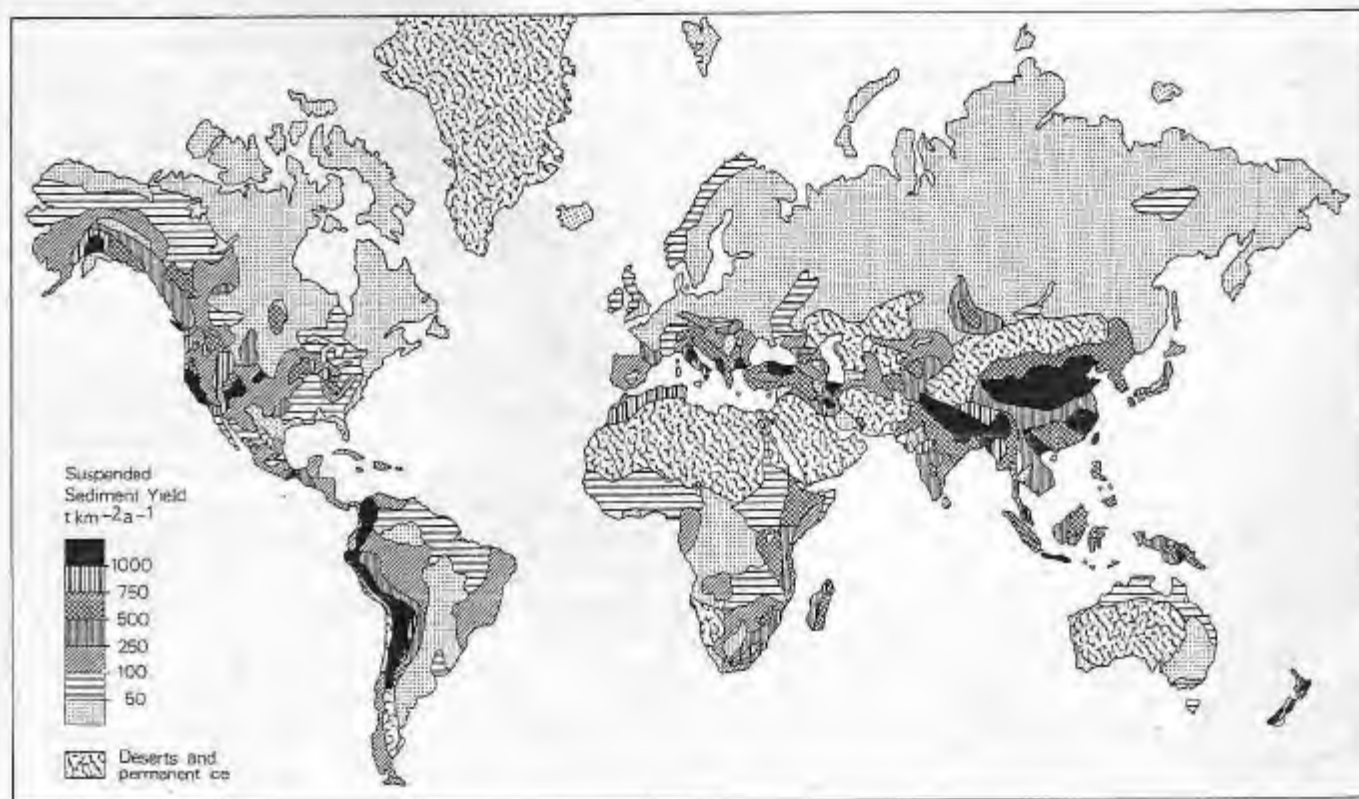 Suspended
Sediment Yield
t km-2a-1
1000
750
500
250
100
50
Deserts and
permanent ice